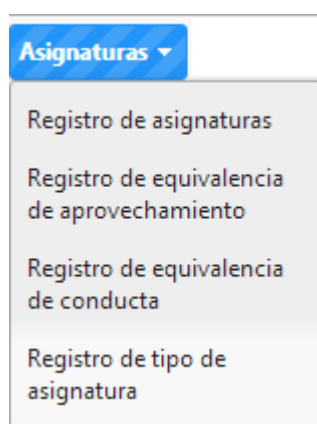 Asignaturas
Registro de asignaturas
Registro de equivalencia
de aprovechamiento
Registro de equivalencia
de conducta
Registro de tipo de
asignatura